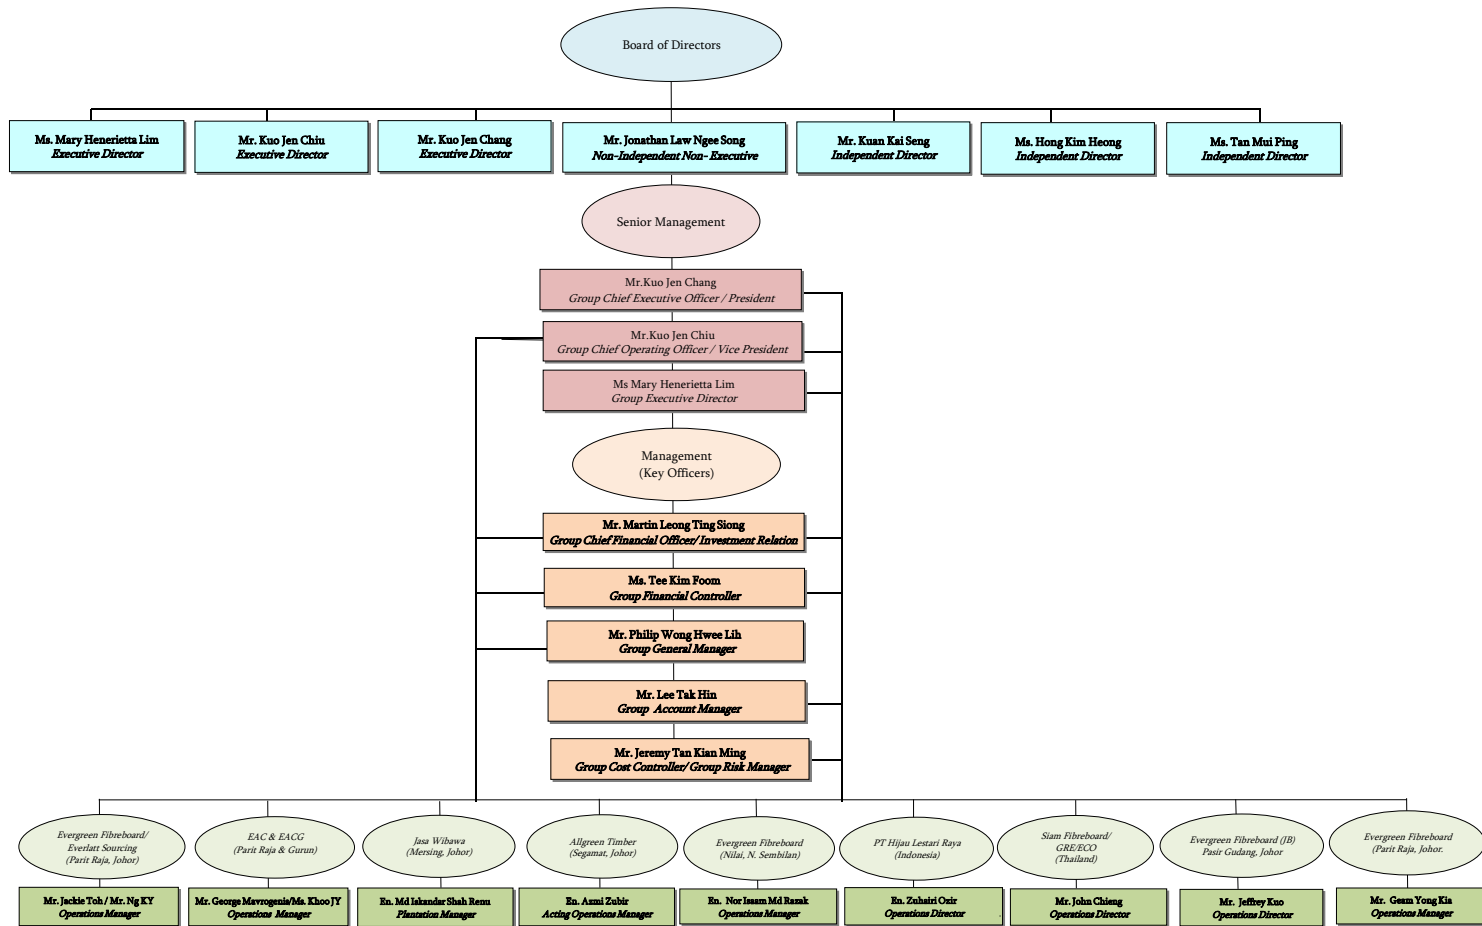 Board of Directors
Ms. Mary Henerietta Lim
Executive Director
Mr. Kuo Jen Chiu
Executive Director
Mr. Kuo Jen Chang
Executive Director
Mr. Jonathan Law Ngee Song
Non-Independent Non- Executive
Mr. Kuan Kai Seng
Independent Director
Ms. Hong Kim Heong
Independent Director
Ms. Tan Mui Ping
Independent Director
Senior Management
Mr.Kuo Jen Chang
Group Chief Executive Officer / President
Mr.Kuo Jen Chiu
Group Chief Operating Officer / Vice President
Ms Mary Henerietta Lim
Group Executive Director
Management
(Key Officers)
Mr. Martin Leong Ting Siong
Group Chief Financial Officer/ Investment Relation
Ms. Tee Kim Foom
Group Financial Controller
Mr. Philip Wong Hwee Lih
Group General Manager
Mr. Lee Tak Hin
Group Account Manager
Mr. Jeremy Tan Kian Ming
Group Cost Controller/ Group Risk Manager
Evergreen Fibreboard/
Everlatt Sourcing
(Parit Raja, Johor)
EAC & EACG
(Parit Raja & Gurun)
Jasa Wibawa
(Mersing, Johor)
Allgreen Timber
(Segamat, Johor)
Evergreen Fibreboard
(Nilai, N. Sembilan)
PT Hijau Lestari Raya
(Indonesia)
Siam Fibreboard/
GRE/ECO
(Thailand)
Evergreen Fibreboard (JB)
Pasir Gudang, Johor
Evergreen Fibreboard
(Parit Raja, Johor.
Mr. Jackie Toh / Mr. Ng KY
Operations Manager
Mr. George Mavrogenis/Ms. Khoo JY
Operations Manager
En. Md Iskandar Shah Renu
Plantation Manager
En. Azmi Zubir
Acting Operations Manager
En. Nor Issam Md Razak
Operations Manager
En. Zuhairi Ozir
Operations Director
Mr. John Chieng
Operations Director
Mr. Jeffrey Kuo
Operations Director
Mr. Geam Yong Kia
Operations Manager